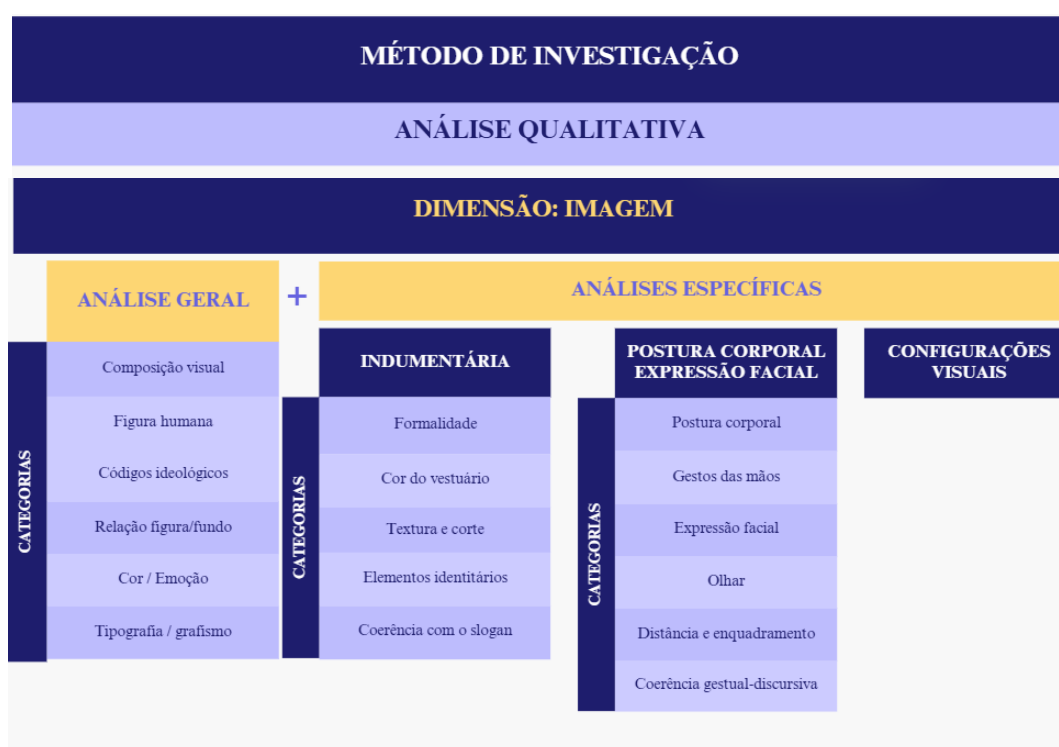 MÉTODO DE INVESTIGAÇÃO
ANÁLISE QUALITATIVA
DIMENSÃO: IMAGEM
ANÁLISE GERAL
+
ANÁLISES ESPECÍFICAS
CATEGORIAS
Composição visual
Figura humana
Códigos ideológicos
Relação figura/fundo
Cor / Emoção
Tipografia / grafismo
INDUMENTÁRIA
CATEGORIAS
Formalidade
Cor do vestuário
Textura e corte
Elementos identitários
Coerência com o slogan
POSTURA CORPORAL
EXPRESSÃO FACIAL
CATEGORIAS
Postura corporal
Gestos das mãos
Expressão facial
Olhar
Distância e enquadramento
Coerência gestual-discursiva
CONFIGURAÇÕES
VISUAIS